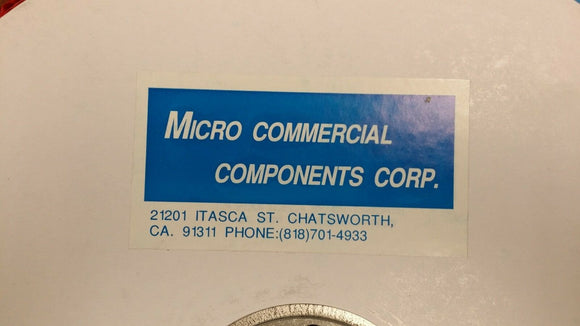 MICRO COMMERCIAL
COMPONENTS CORP.
21201 ITASCA ST. CHATSWORTH,
CA. 91311 PHONE:(818)701-4933